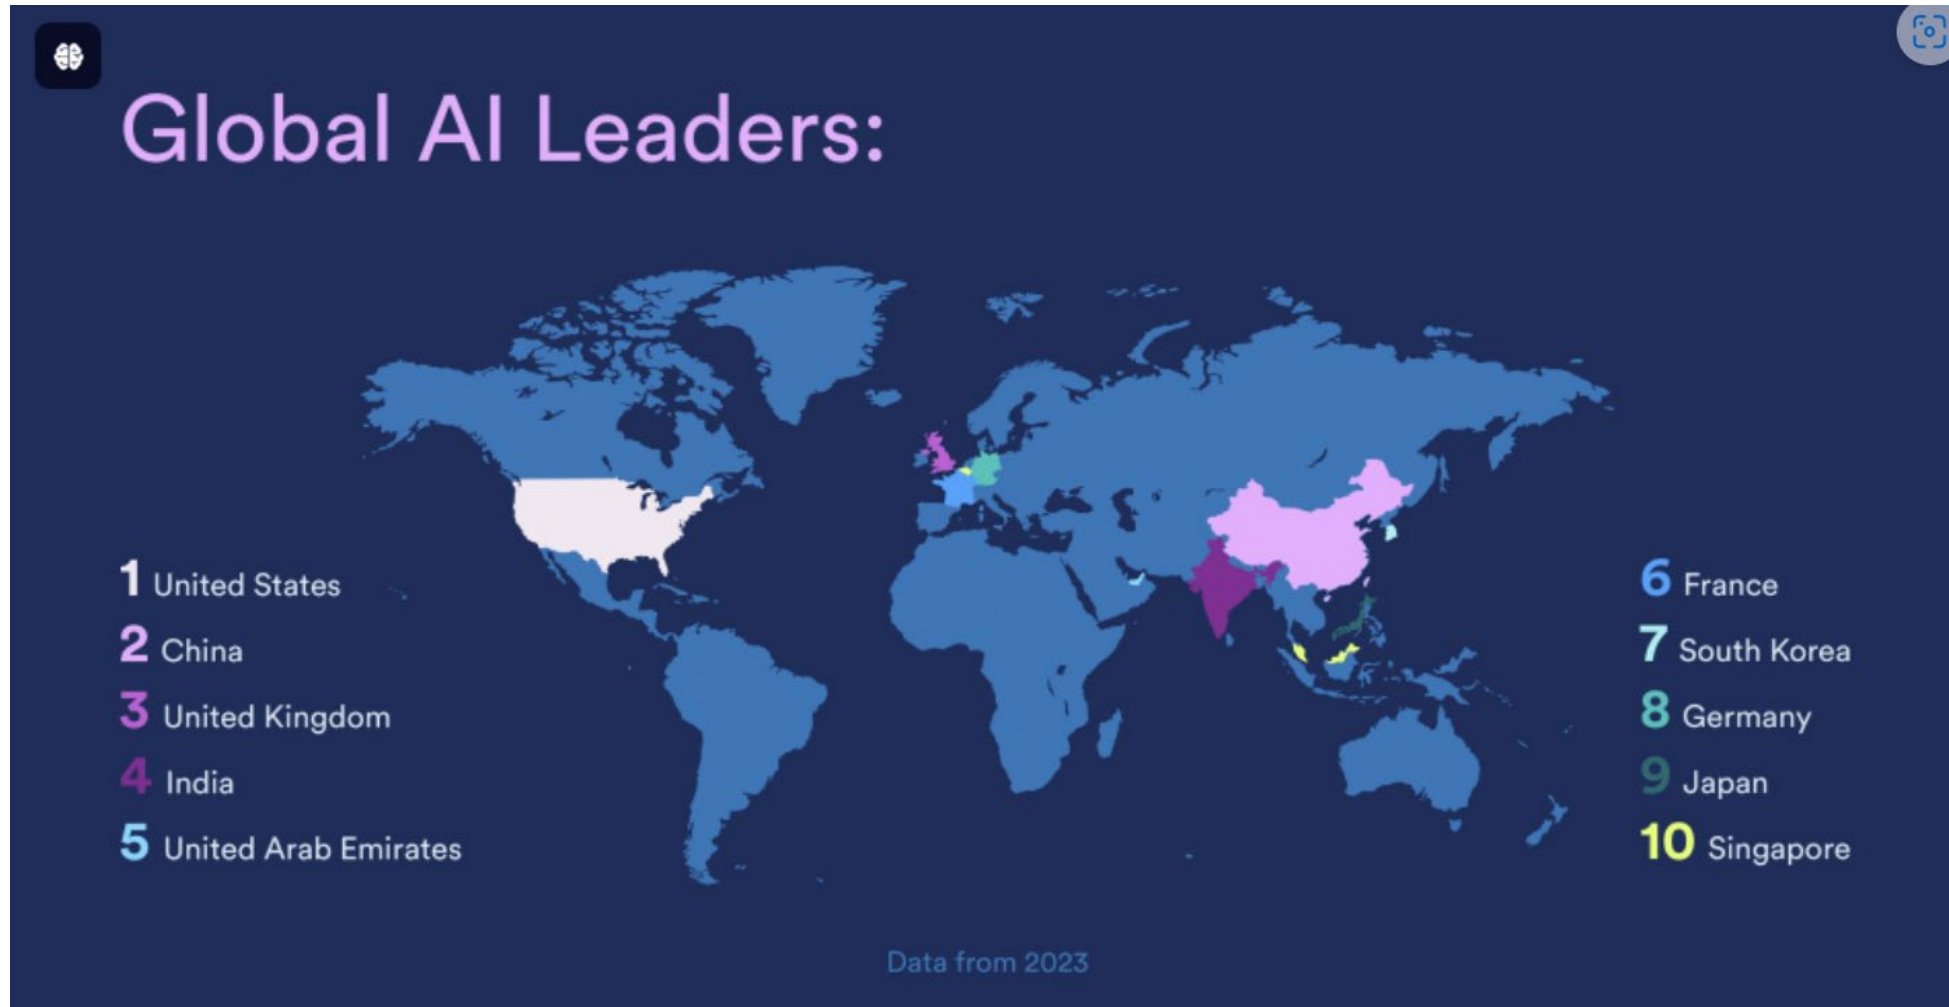 Global AI Leaders:
1 United States
2 China
3 United Kingdom
4 India
5 United Arab Emirates
6 France
7 South Korea
8 Germany
9 Japan
10 Singapore
Data from 2023